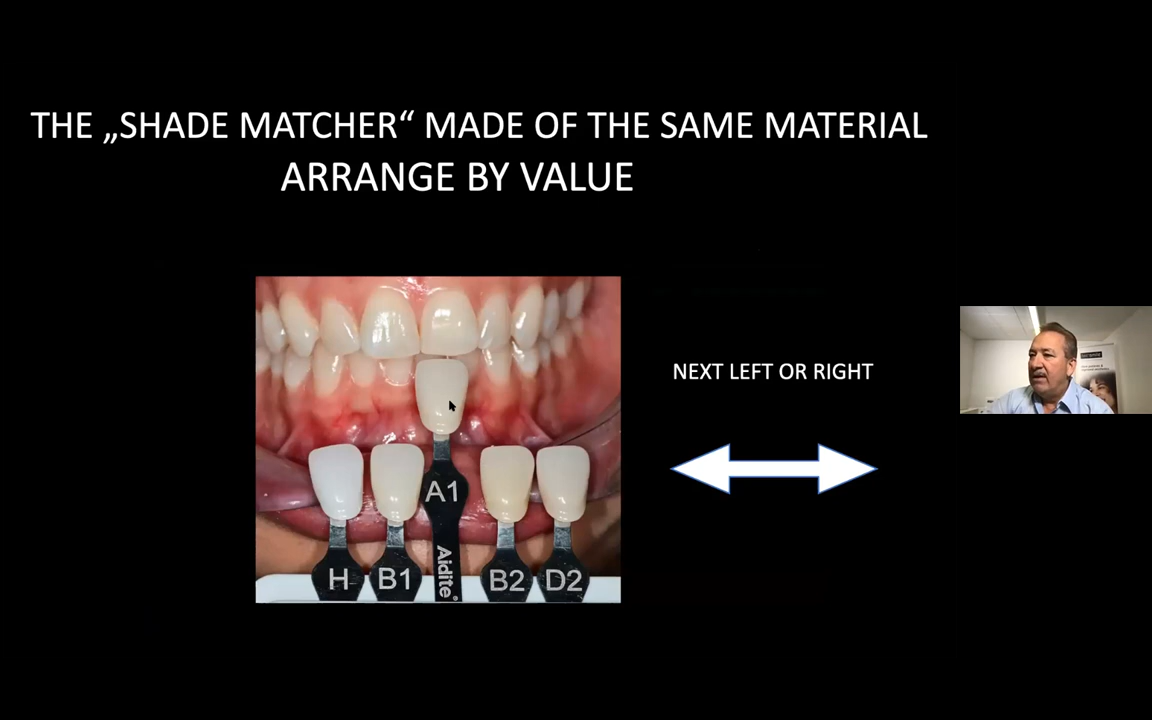 THE „SHADE MATCHER“ MADE OF THE SAME MATERIAL
ARRANGE BY VALUE
NEXT LEFT OR RIGHT
A1
Aidite®
H
B1
B2
D2